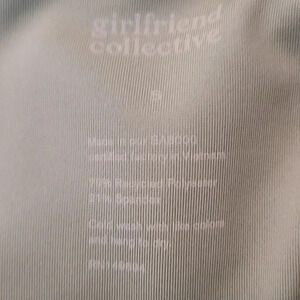 girlfriend
collective
S
Made in our SA8000
certified factory in Vietnam.
79% Recycled Polyester
21% Spandex
Cold wash with like colors
and hang to dry.